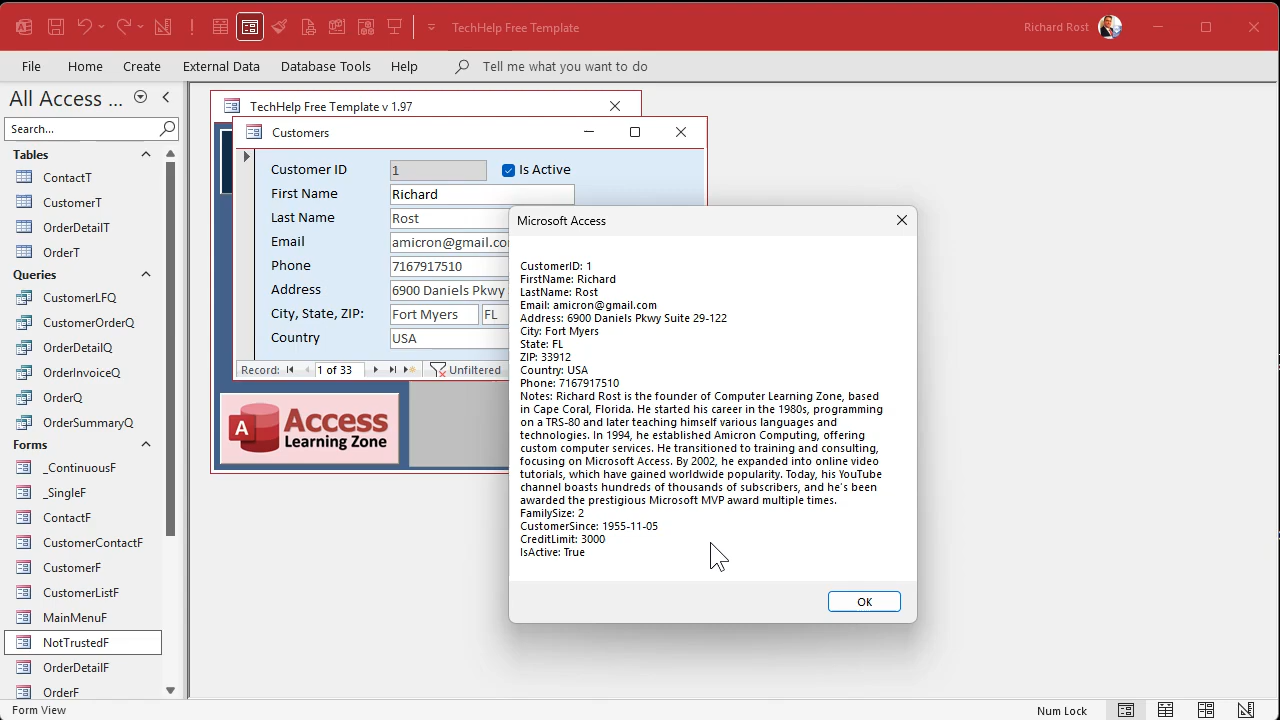 TechHelp Free Template
Richard Rost
File Home Create External Data Database Tools Help Tell me what you want to do
All Access ...
Search...
Tables
ContactT
CustomerT
OrderDetailT
OrderT
Queries
CustomerLFQ
CustomerOrderQ
OrderDetailQ
OrderInvoiceQ
OrderQ
OrderSummaryQ
Forms
_ContinuousF
_SingleF
ContactF
CustomerContactF
CustomerF
CustomerListF
MainMenuF
NotTrustedF
OrderDetailF
OrderF
TechHelp Free Template v 1.97
Customers
Customer ID 1 Is Active
First Name Richard
Last Name Rost
Email amicron@gmail.co
Phone 7167917510
Address 6900 Daniels Pkwy
City, State, ZIP: Fort Myers FL
Country USA
Record: 1 of 33 Unfiltered
A Access
Learning Zone
Microsoft Access
CustomerID: 1
FirstName: Richard
LastName: Rost
Email: amicron@gmail.com
Address: 6900 Daniels Pkwy Suite 29-122
City: Fort Myers
State: FL
ZIP: 33912
Country: USA
Phone: 7167917510
Notes: Richard Rost is the founder of Computer Learning Zone, based
in Cape Coral, Florida. He started his career in the 1980s, programming
on a TRS-80 and later teaching himself various languages and
technologies. In 1994, he established Amicron Computing, offering
custom computer services. He transitioned to training and consulting,
focusing on Microsoft Access. By 2002, he expanded into online video
tutorials, which have gained worldwide popularity. Today, his YouTube
channel boasts hundreds of thousands of subscribers, and he's been
awarded the prestigious Microsoft MVP award multiple times.
FamilySize: 2
CustomerSince: 1955-11-05
CreditLimit: 3000
IsActive: True
OK
Form View
Num Lock